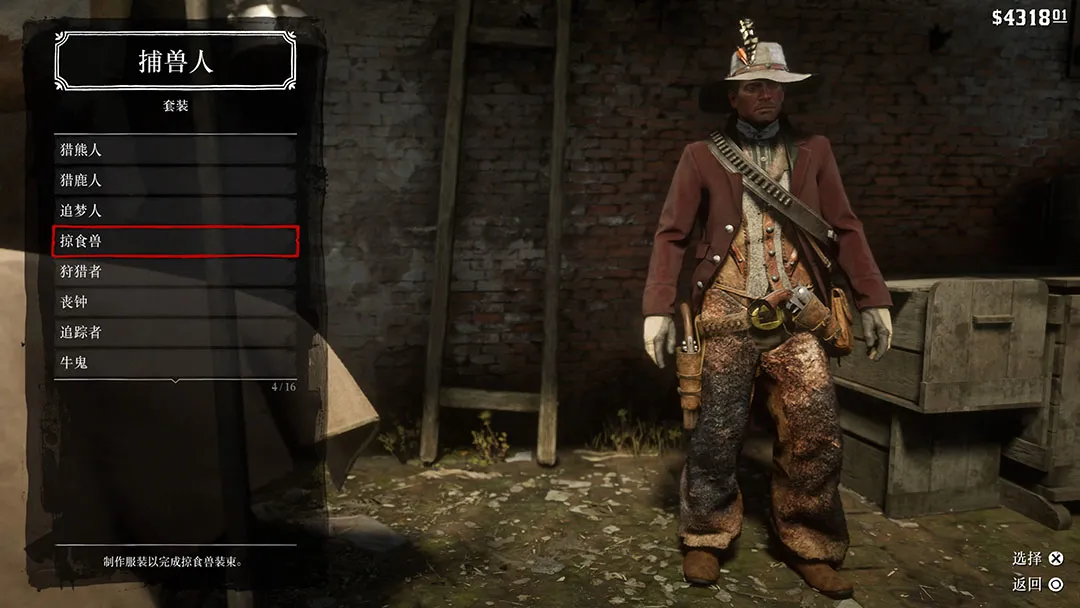 $4318.01
捕兽人
套装
猎熊人
猎鹿人
追梦人
掠食兽
狩猎者
丧钟
追踪者
牛鬼
4/16
制作服装以完成掠食兽装束。
选择
返回